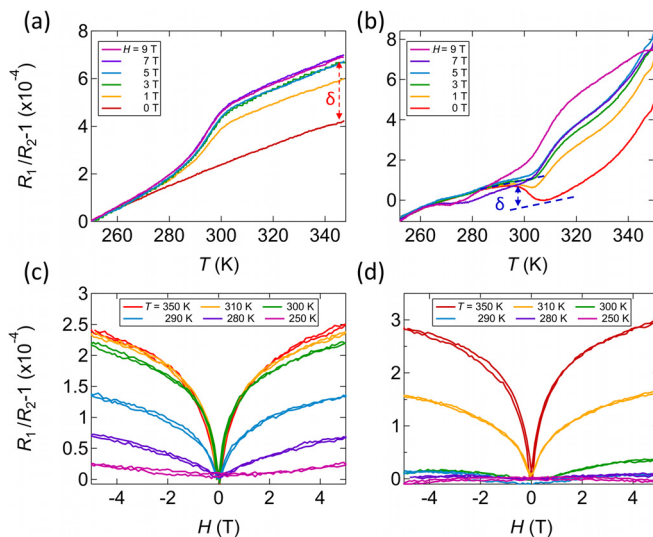 (a)
(b)
R₁/R₂-1 (x10⁻⁴)
8
6
4
2
0
H = 9 T
7 T
5 T
3 T
1 T
0 T
δ
260
280
300
320
340
T (K)
8
6
4
2
0
H = 9 T
7 T
5 T
3 T
1 T
0 T
δ
260
280
300
320
340
T (K)
(c)
(d)
R₁/R₂-1 (x10⁻⁴)
3
2.5
2
1.5
1
0.5
0
T = 350 K 310 K 300 K
290 K 280 K 250 K
-4
-2
0
2
4
H (T)
3
2
1
0
T = 350 K 310 K 300 K
290 K 280 K 250 K
-4
-2
0
2
4
H (T)